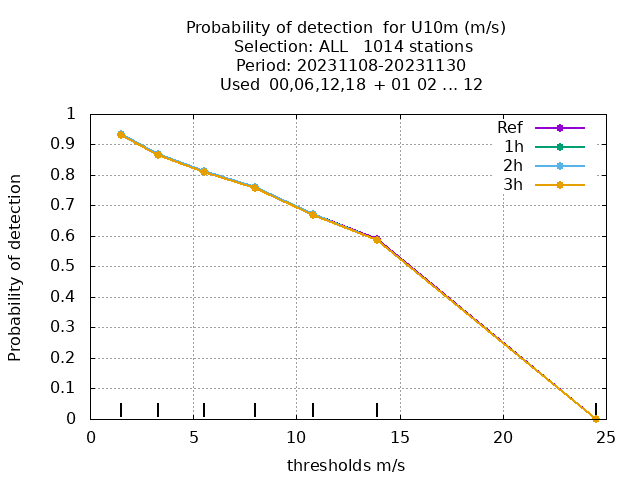 Probability of detection  for U10m (m/s)
Selection: ALL   1014 stations
Period: 20231108-20231130
Used  00,06,12,18  + 01 02 ... 12
Ref
1h
2h
3h
1
0.9
0.8
0.7
0.6
0.5
0.4
0.3
0.2
0.1
0
Probability of detection
0 5 10 15 20 25
thresholds m/s